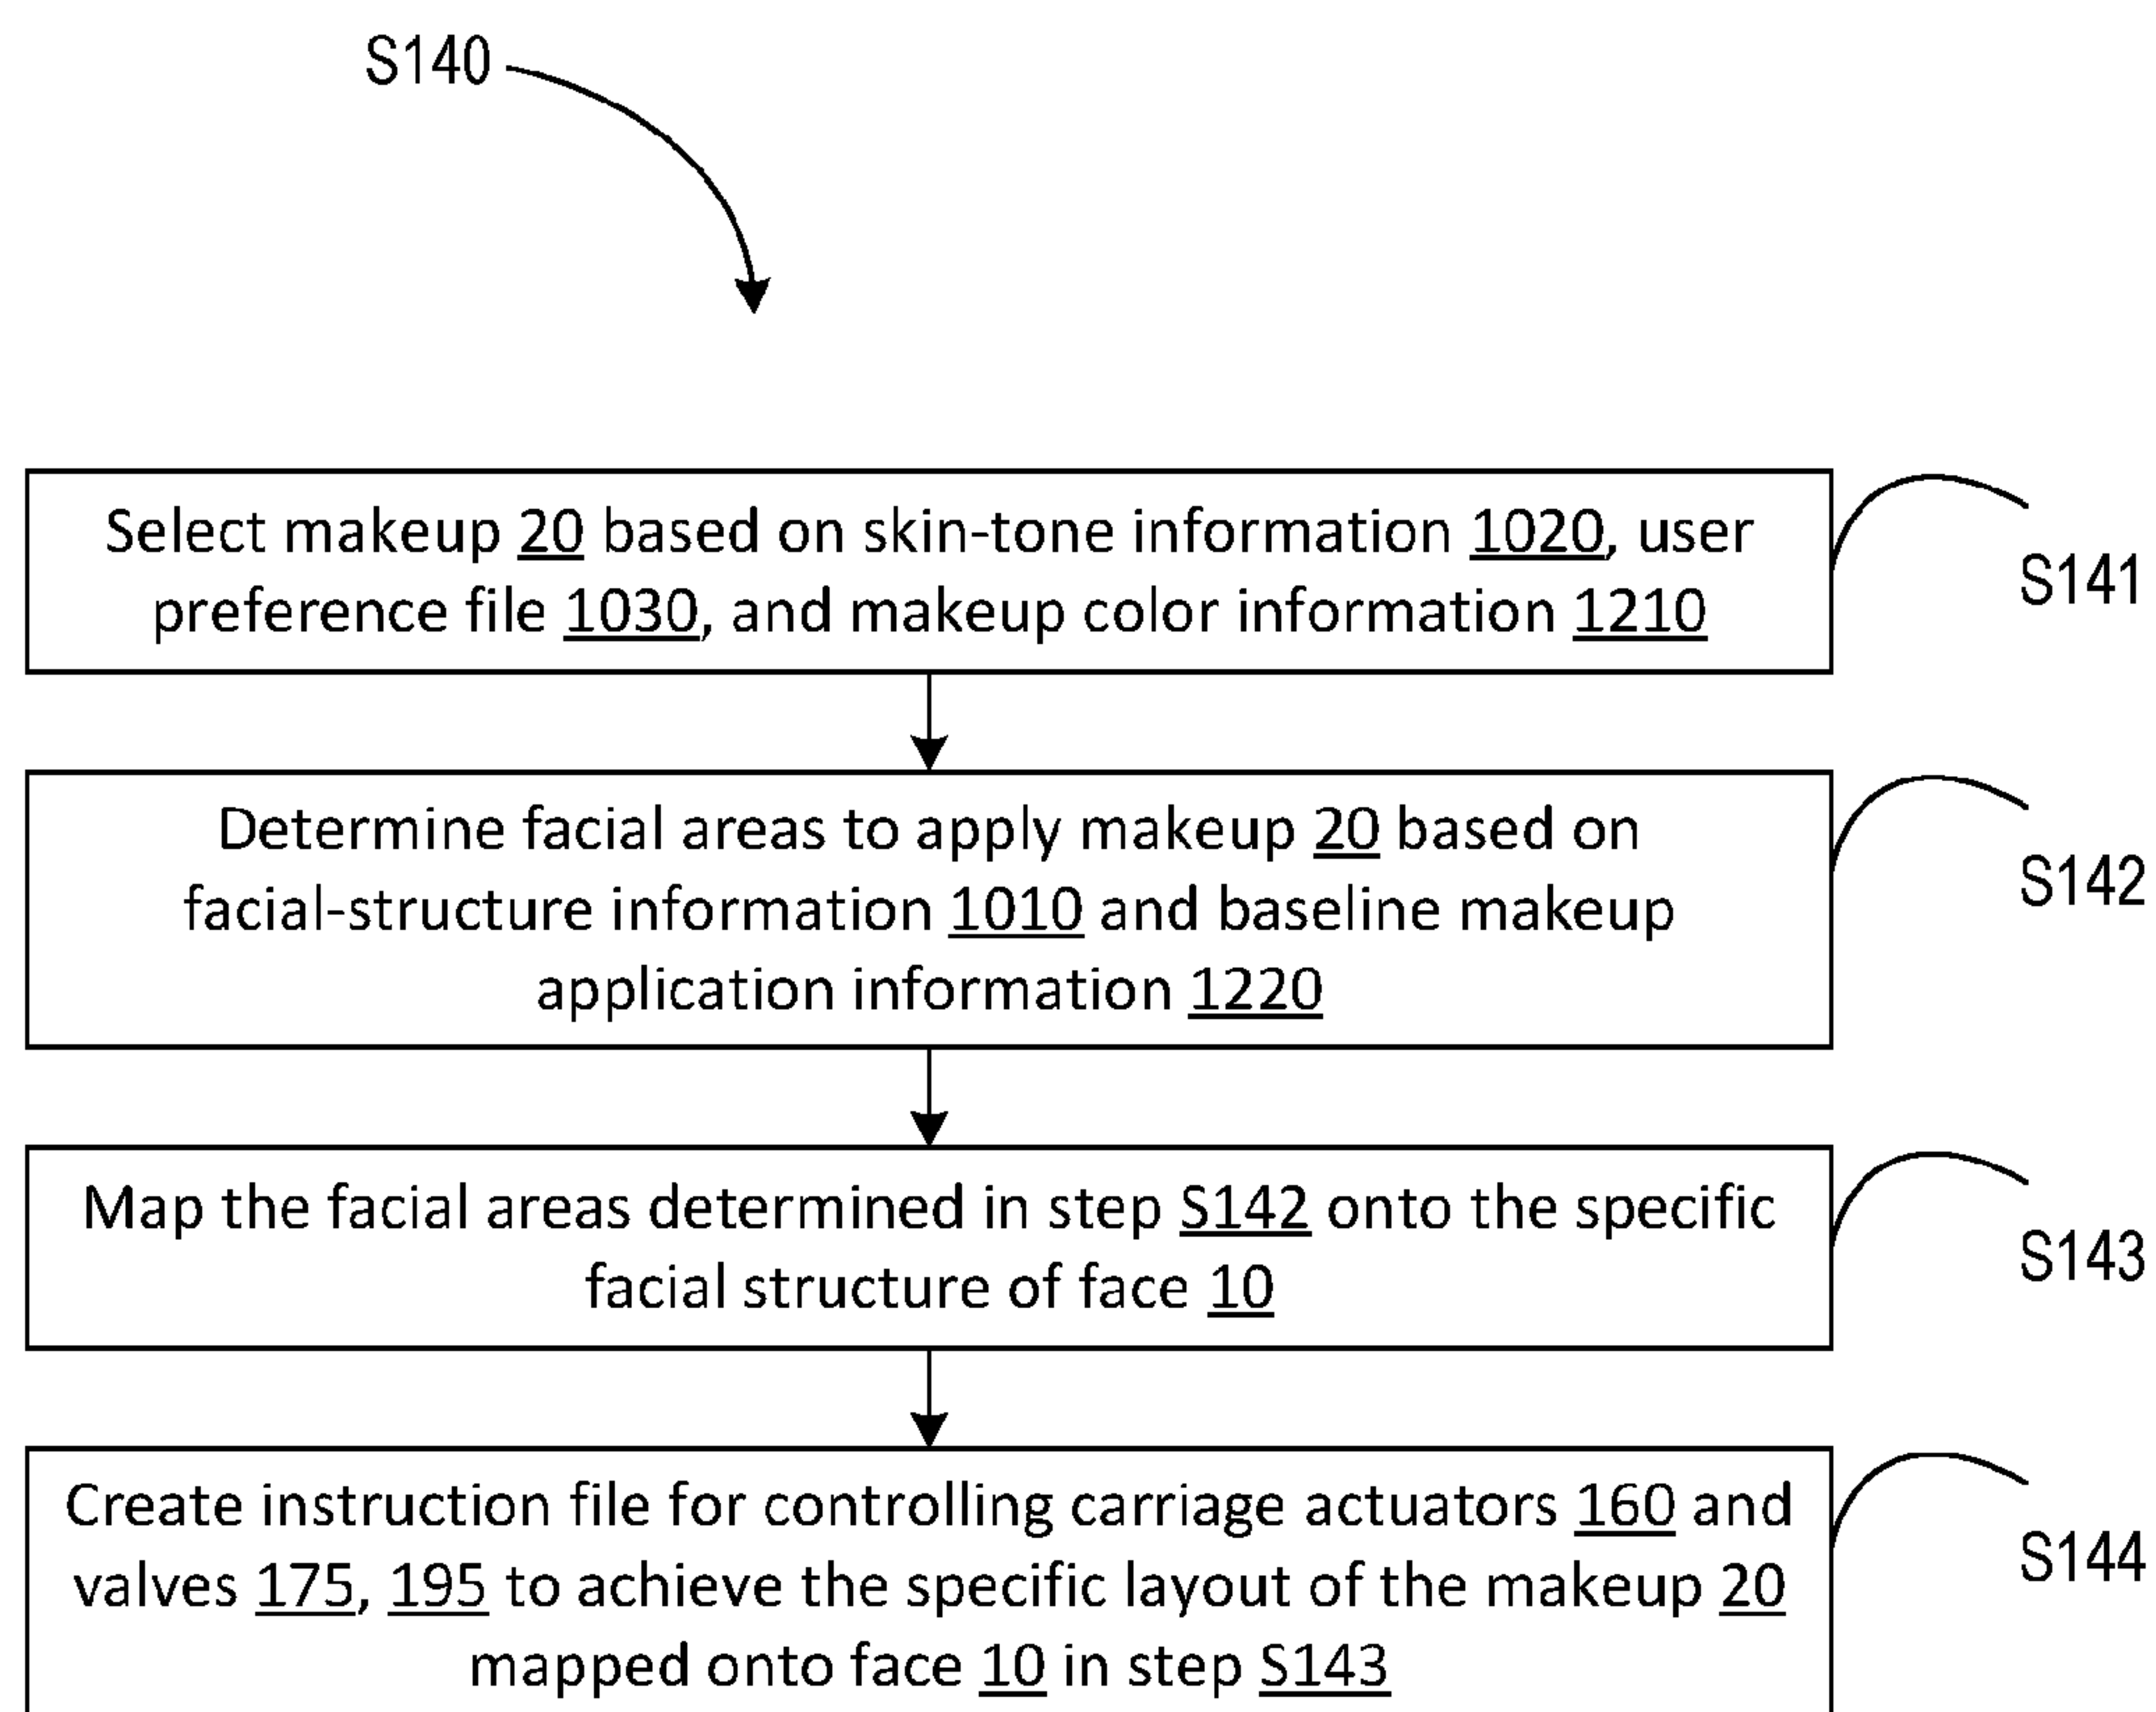 S140
Select makeup 20 based on skin-tone information 1020, user
preference file 1030, and makeup color information 1210
S141
Determine facial areas to apply makeup 20 based on
facial-structure information 1010 and baseline makeup
application information 1220
S142
Map the facial areas determined in step S142 onto the specific
facial structure of face 10
S143
Create instruction file for controlling carriage actuators 160 and
valves 175, 195 to achieve the specific layout of the makeup 20
mapped onto face 10 in step S143
S144